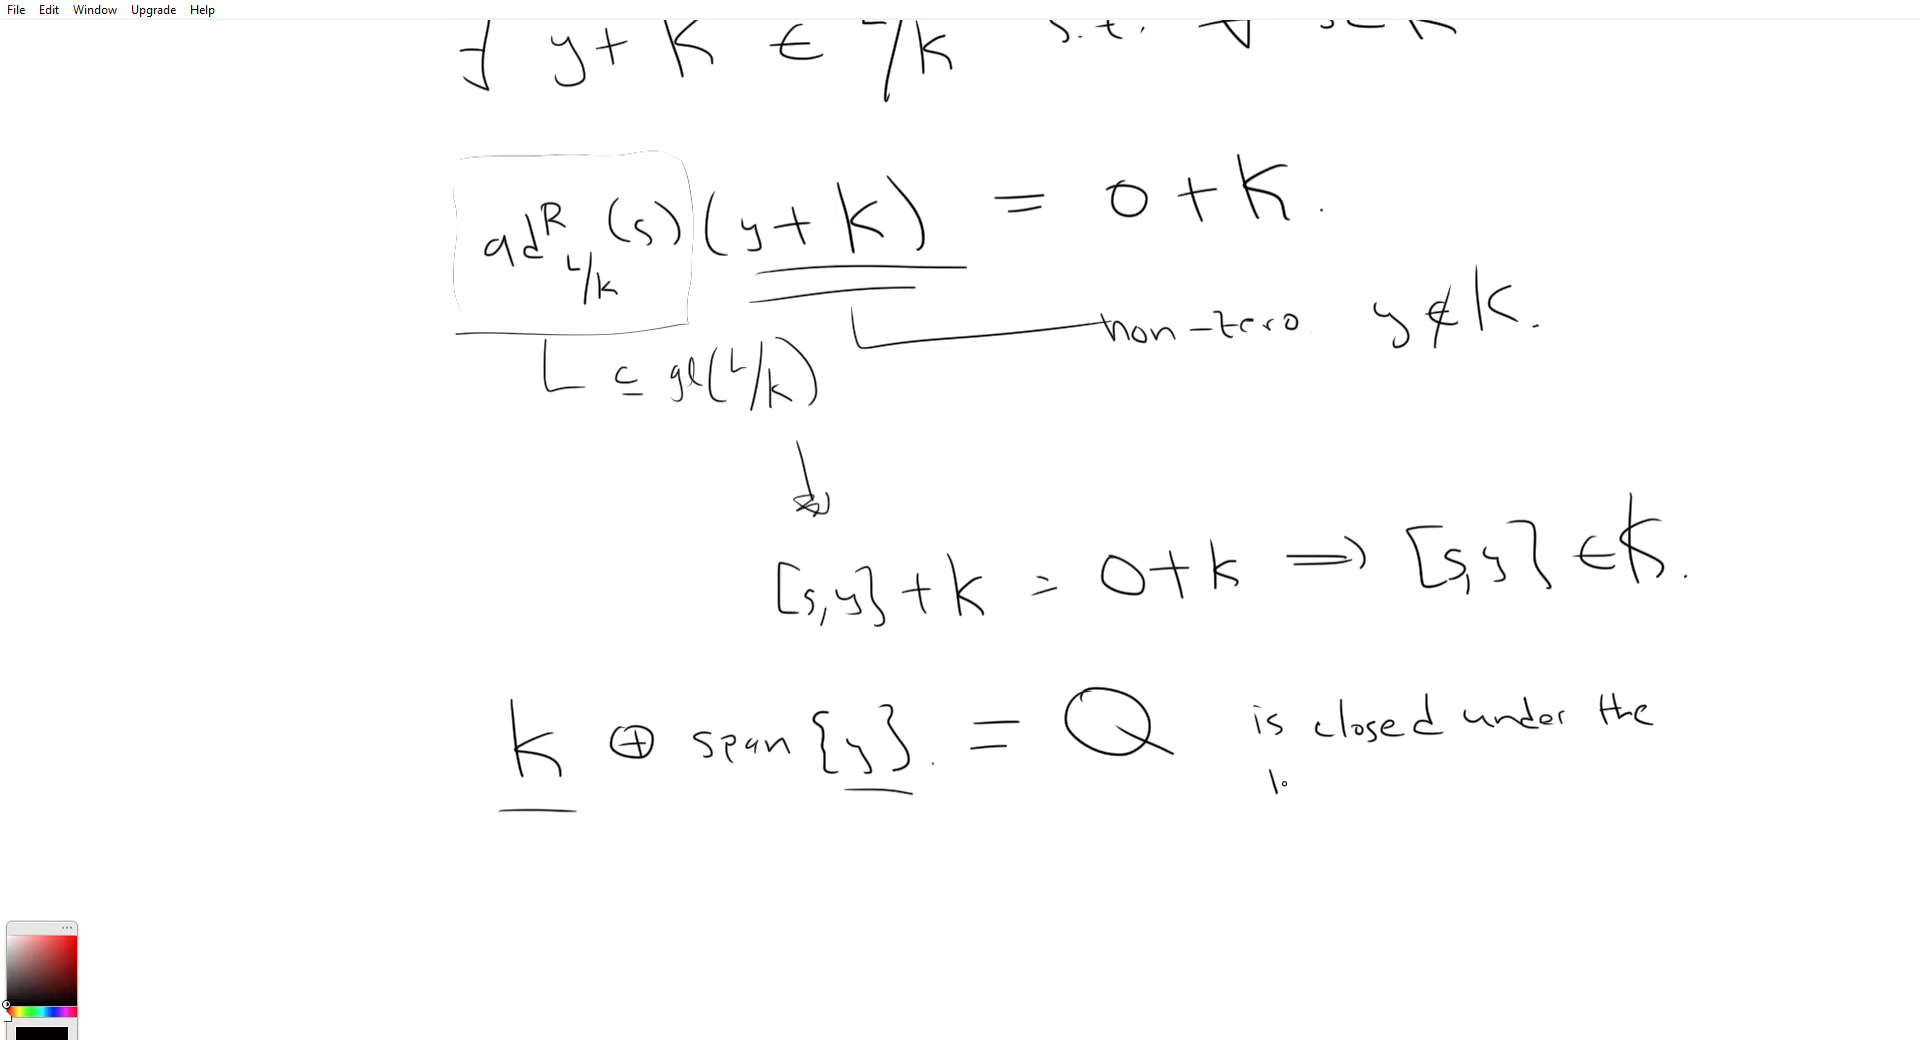 File Edit Window Upgrade Help
∃ y + K ∈ L/K s.t. ∀ s ∈ K
ad^R_{L/K} (s) (y + K) = 0 + K.
non-zero y ∉ K.
⊆ gl(L/K)
[s,y] + K = 0 + K ⟹ [s,y] ∈ K.
K ⊕ span {y}. = Q is closed under the